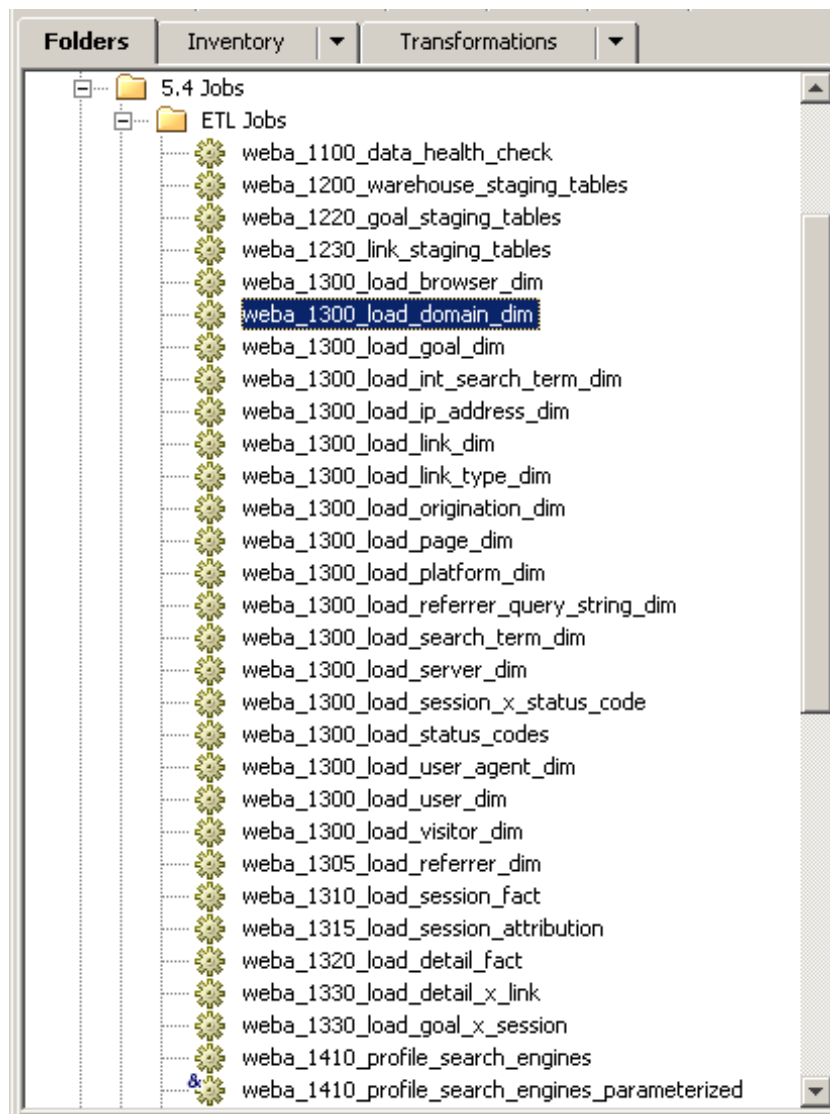 Folders Inventory Transformations
5.4 Jobs
ETL Jobs
weba_1100_data_health_check
weba_1200_warehouse_staging_tables
weba_1220_goal_staging_tables
weba_1230_link_staging_tables
weba_1300_load_browser_dim
weba_1300_load_domain_dim
weba_1300_load_goal_dim
weba_1300_load_int_search_term_dim
weba_1300_load_ip_address_dim
weba_1300_load_link_dim
weba_1300_load_link_type_dim
weba_1300_load_origination_dim
weba_1300_load_page_dim
weba_1300_load_platform_dim
weba_1300_load_referrer_query_string_dim
weba_1300_load_search_term_dim
weba_1300_load_server_dim
weba_1300_load_session_x_status_code
weba_1300_load_status_codes
weba_1300_load_user_agent_dim
weba_1300_load_user_dim
weba_1300_load_visitor_dim
weba_1305_load_referrer_dim
weba_1310_load_session_fact
weba_1315_load_session_attribution
weba_1320_load_detail_fact
weba_1330_load_detail_x_link
weba_1330_load_goal_x_session
weba_1410_profile_search_engines
& weba_1410_profile_search_engines_parameterized